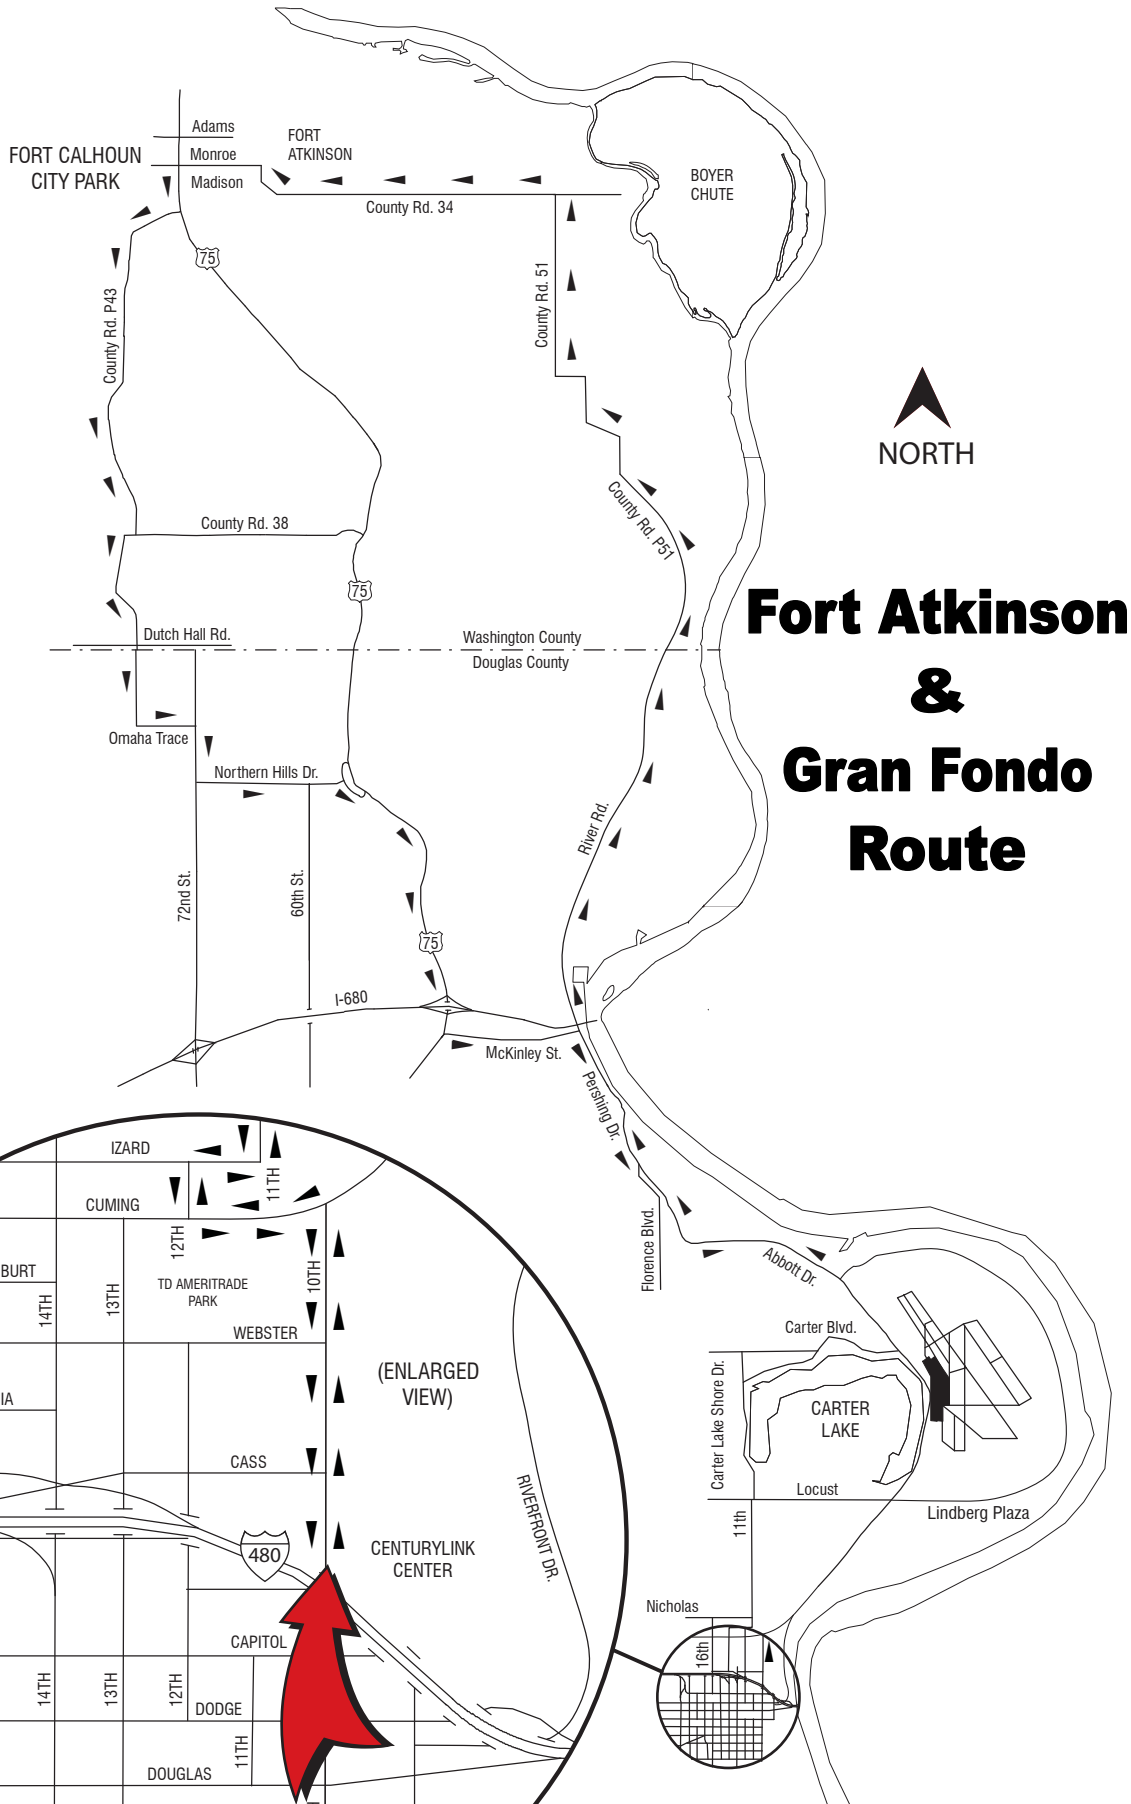 Adams
Monroe
Madison
FORT CALHOUN
CITY PARK
FORT
ATKINSON
BOYER
CHUTE
County Rd. 34
75
County Rd. P43
County Rd. 51
NORTH
County Rd. P51
County Rd. 38
75
Dutch Hall Rd.
Washington County
Douglas County
Fort Atkinson
&
Gran Fondo
Route
Omaha Trace
Northern Hills Dr.
River Rd.
72nd St.
60th St.
75
I-680
McKinley St.
Pershing Dr.
Florence Blvd.
Abbott Dr.
Carter Blvd.
Carter Lake Shore Dr.
CARTER
LAKE
Locust
Lindberg Plaza
11th
Nicholas
16th
IZARD
11TH
CUMING
12TH
BURT
14TH
13TH
TD AMERITRADE
PARK
10TH
WEBSTER
(ENLARGED
VIEW)
IA
CASS
RIVERFRONT DR.
480
CENTURYLINK
CENTER
CAPITOL
14TH
13TH
12TH
DODGE
11TH
DOUGLAS